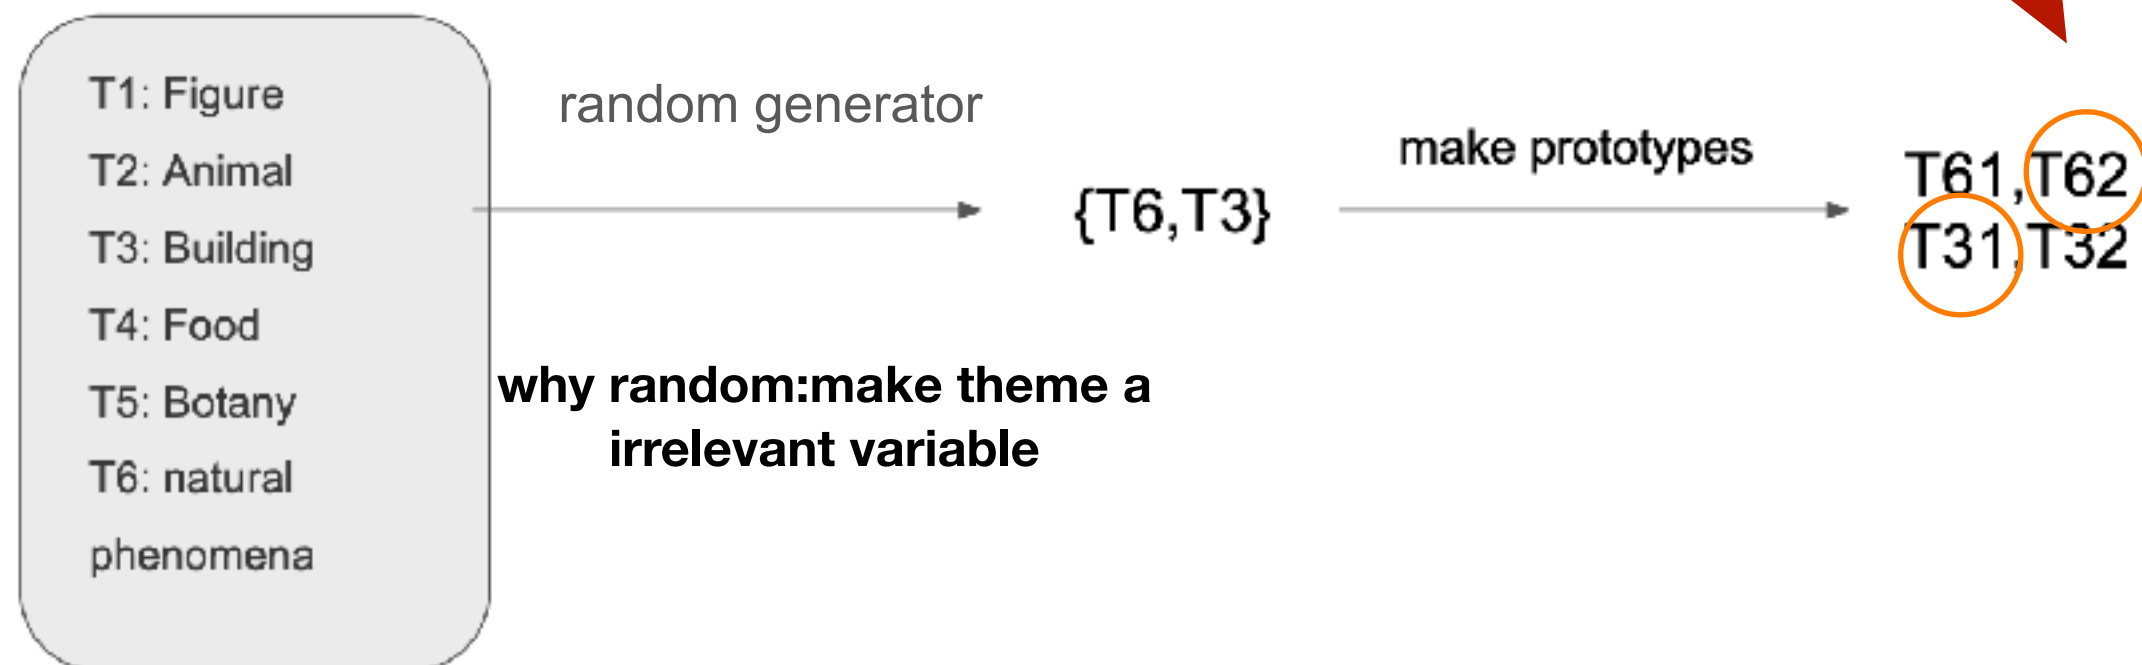 T1: Figure
T2: Animal
T3: Building
T4: Food
T5: Botany
T6: natural
phenomena
random generator
{T6,T3}
why random:make theme a
irrelevant variable
make prototypes
T61,T62
T31,T32